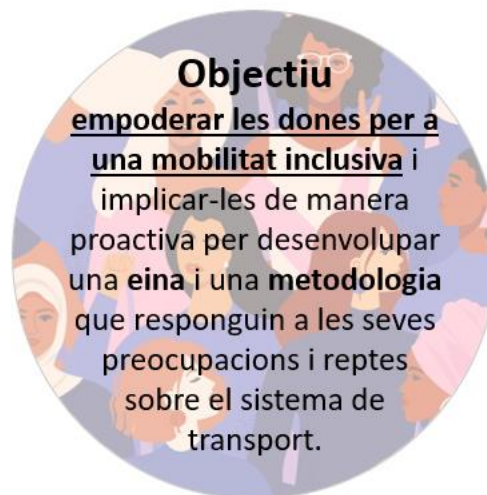 Objectiu
empoderar les dones per a
una mobilitat inclusiva i
implicar-les de manera
proactiva per desenvolupar
una eina i una metodologia
que responguin a les seves
preocupacions i reptes
sobre el sistema de
transport.